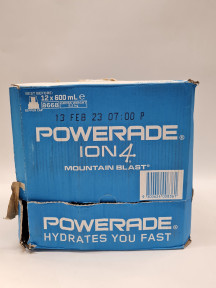 12 x 600 mL e
13 FEB 23 07:00 P
POWERADE®
ION4®
MOUNTAIN BLAST®
POWERADE®
HYDRATES YOU FAST